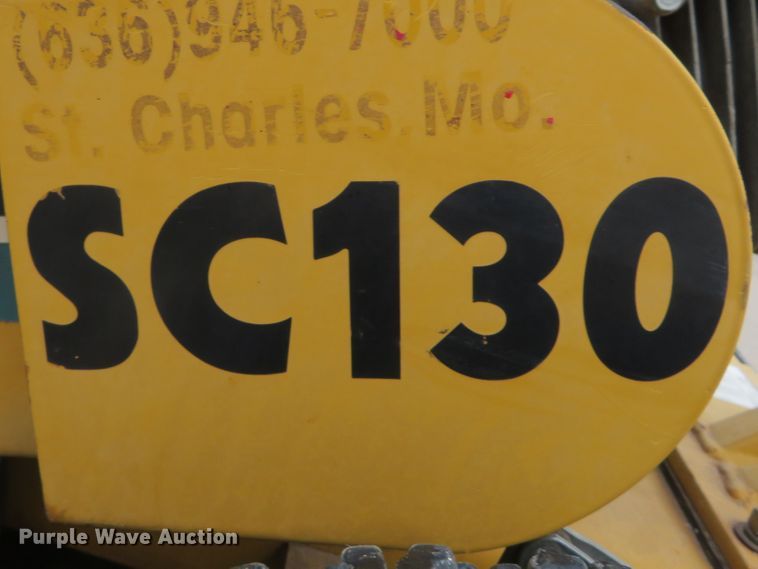 (636)946-7000
St. Charles, Mo.
SC130
Purple Wave Auction